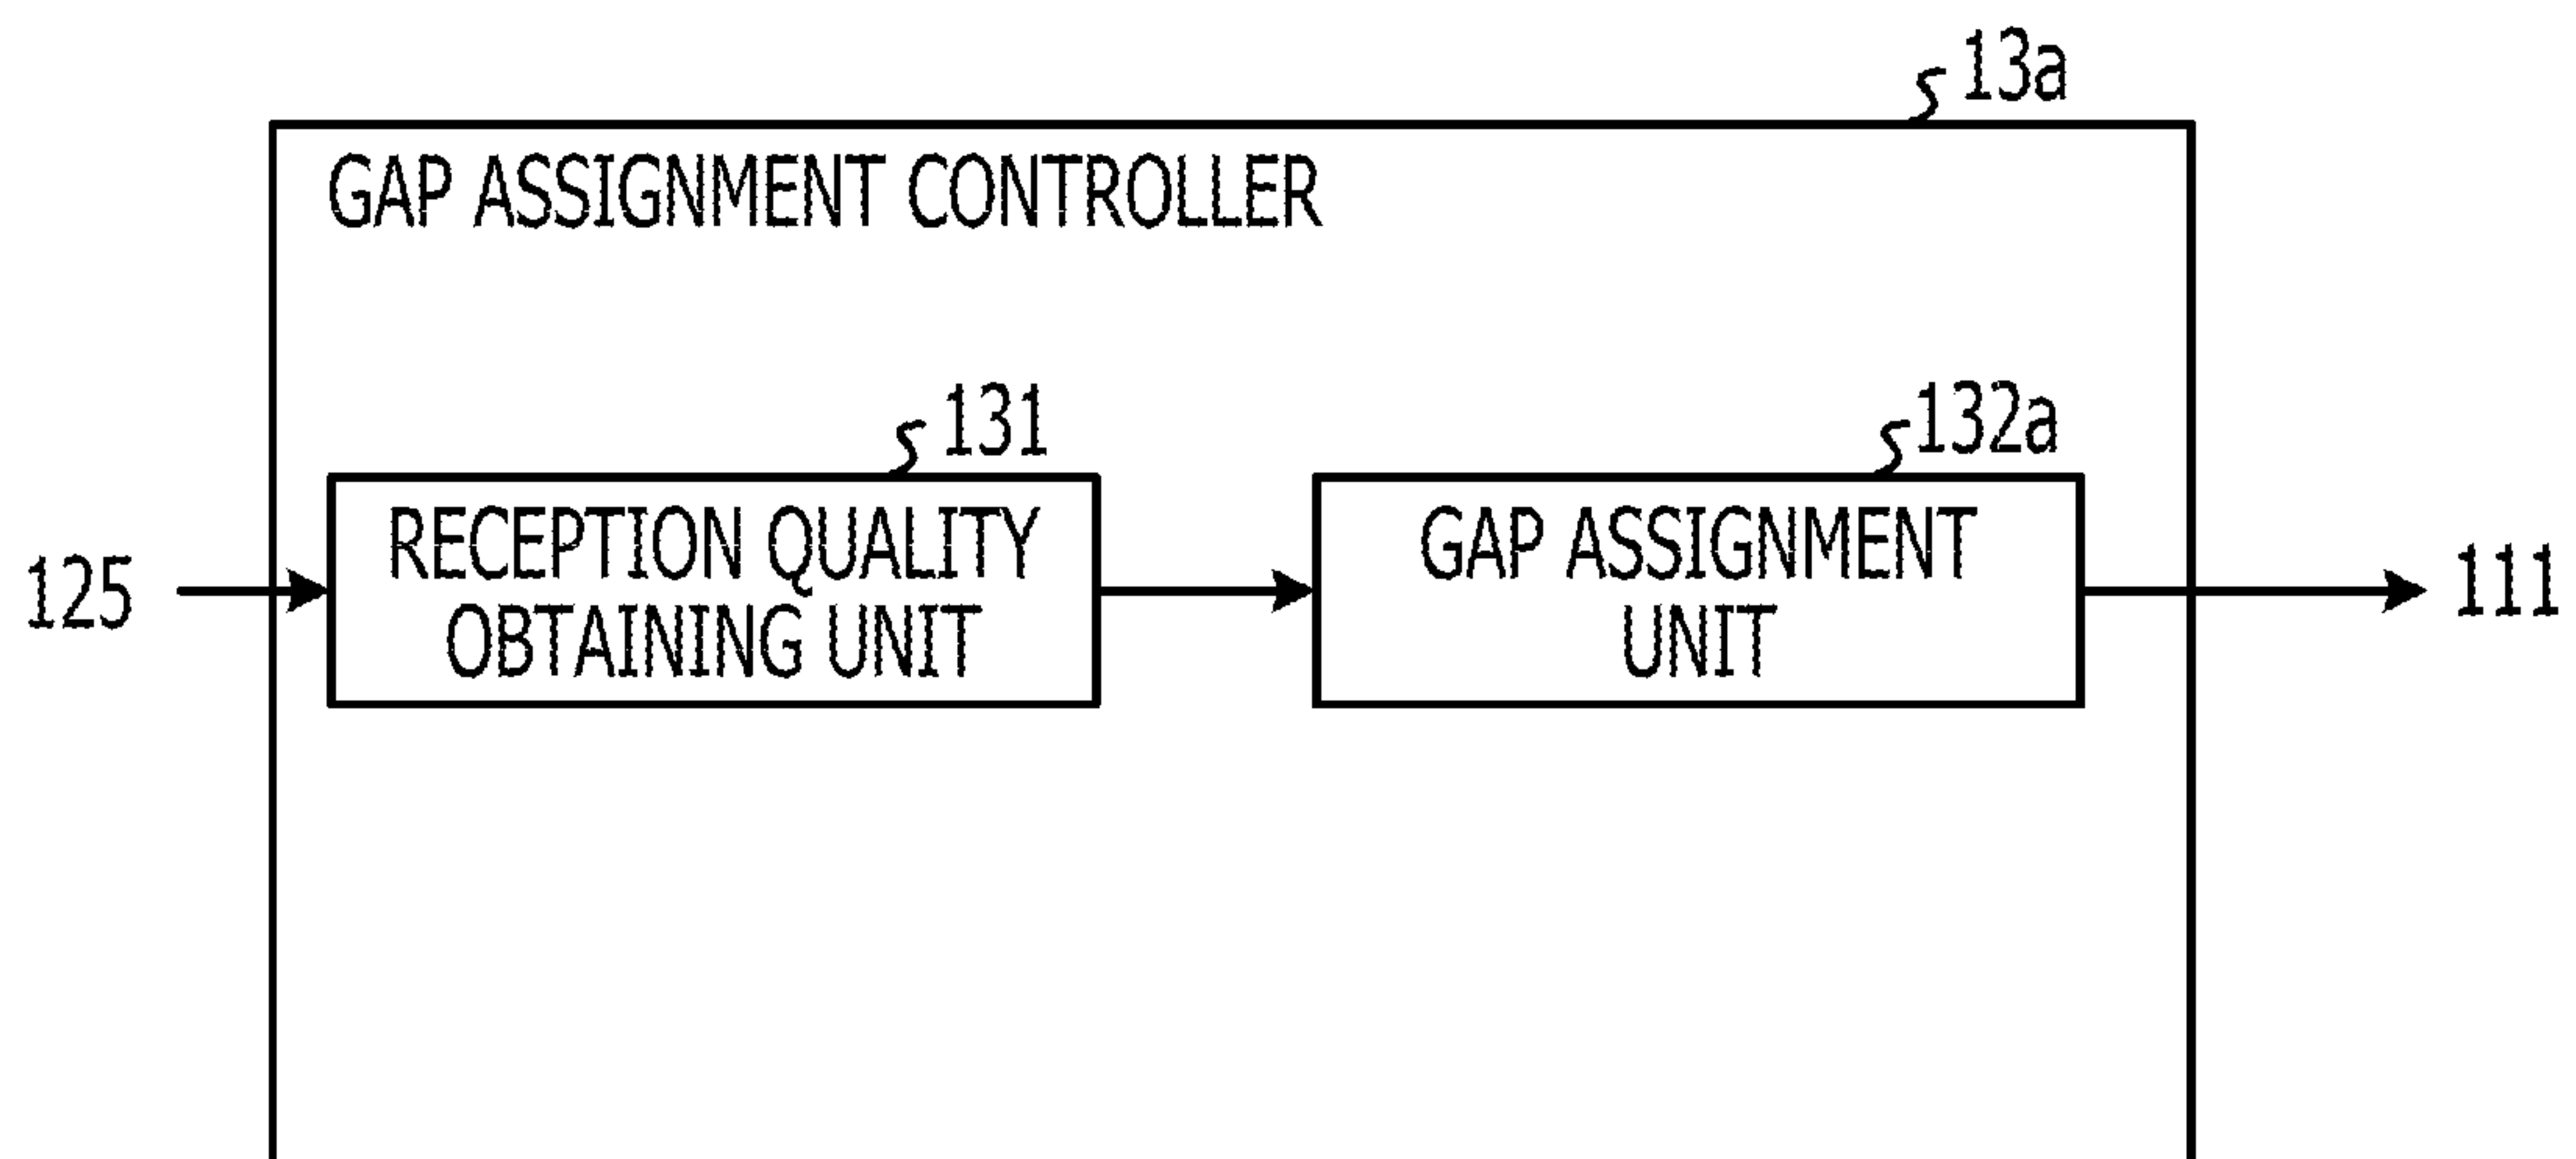 13a
GAP ASSIGNMENT CONTROLLER
131
132a
125
RECEPTION QUALITY
OBTAINING UNIT
GAP ASSIGNMENT
UNIT
111